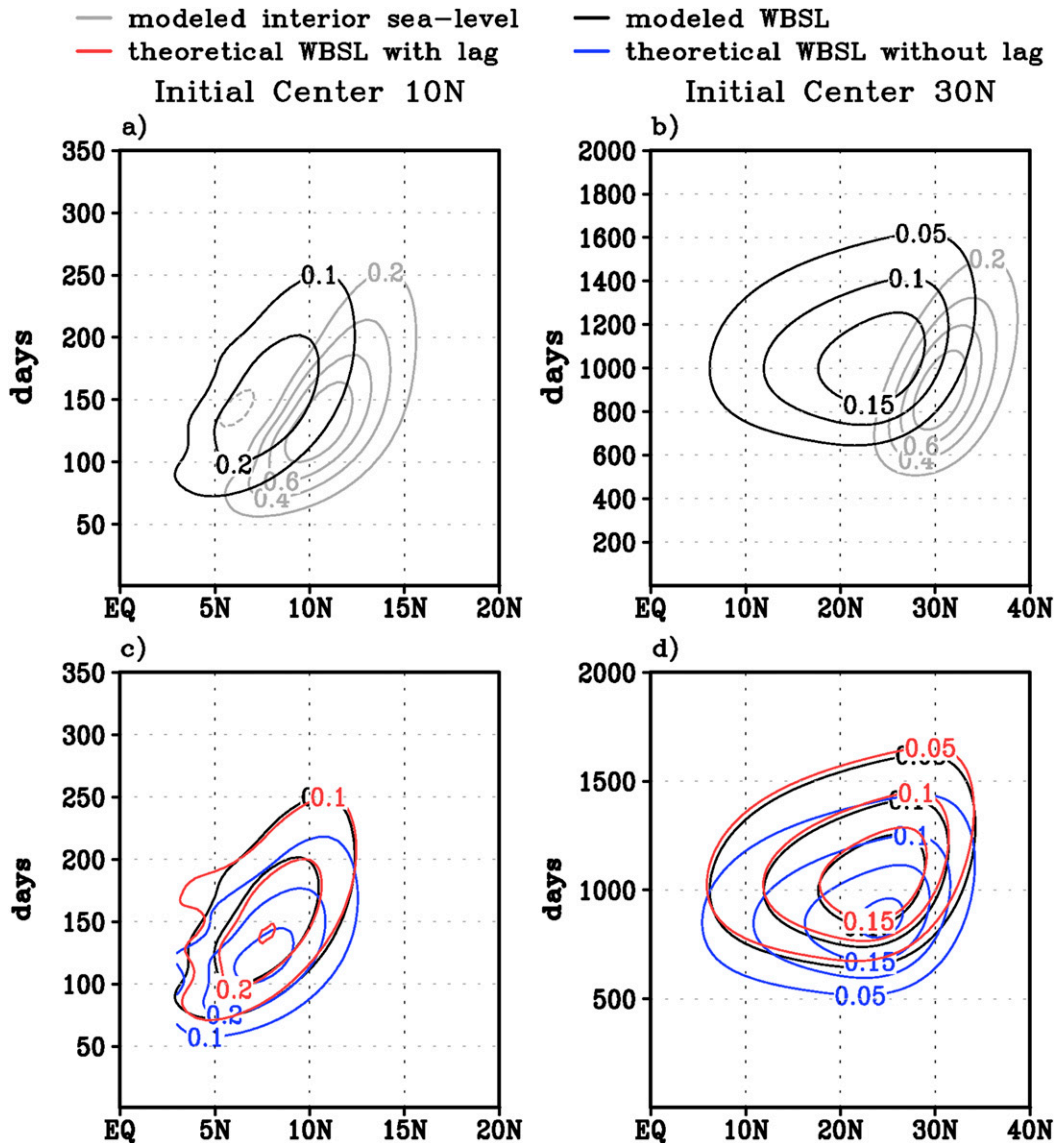 modeled interior sea-level modeled WBSL
theoretical WBSL with lag theoretical WBSL without lag
Initial Center 10N Initial Center 30N
a) b)
350 2000
1800
300
1600
250 0.1 0.2 0.05 0.2
1400
0.1
200 1200
days days
150 1000
0.15
800
100 0.2 0.6 0.6
0.4 600 0.4
50 400
200
EQ 5N 10N 15N 20N EQ 10N 20N 30N 40N
c) d)
350 2000
300
0.05
250 0.1 1500
0.1
200
0.1
days days
150 1000
0.15
100 0.2 0.15
0.2 0.05
0.1 500
50
EQ 5N 10N 15N 20N EQ 10N 20N 30N 40N